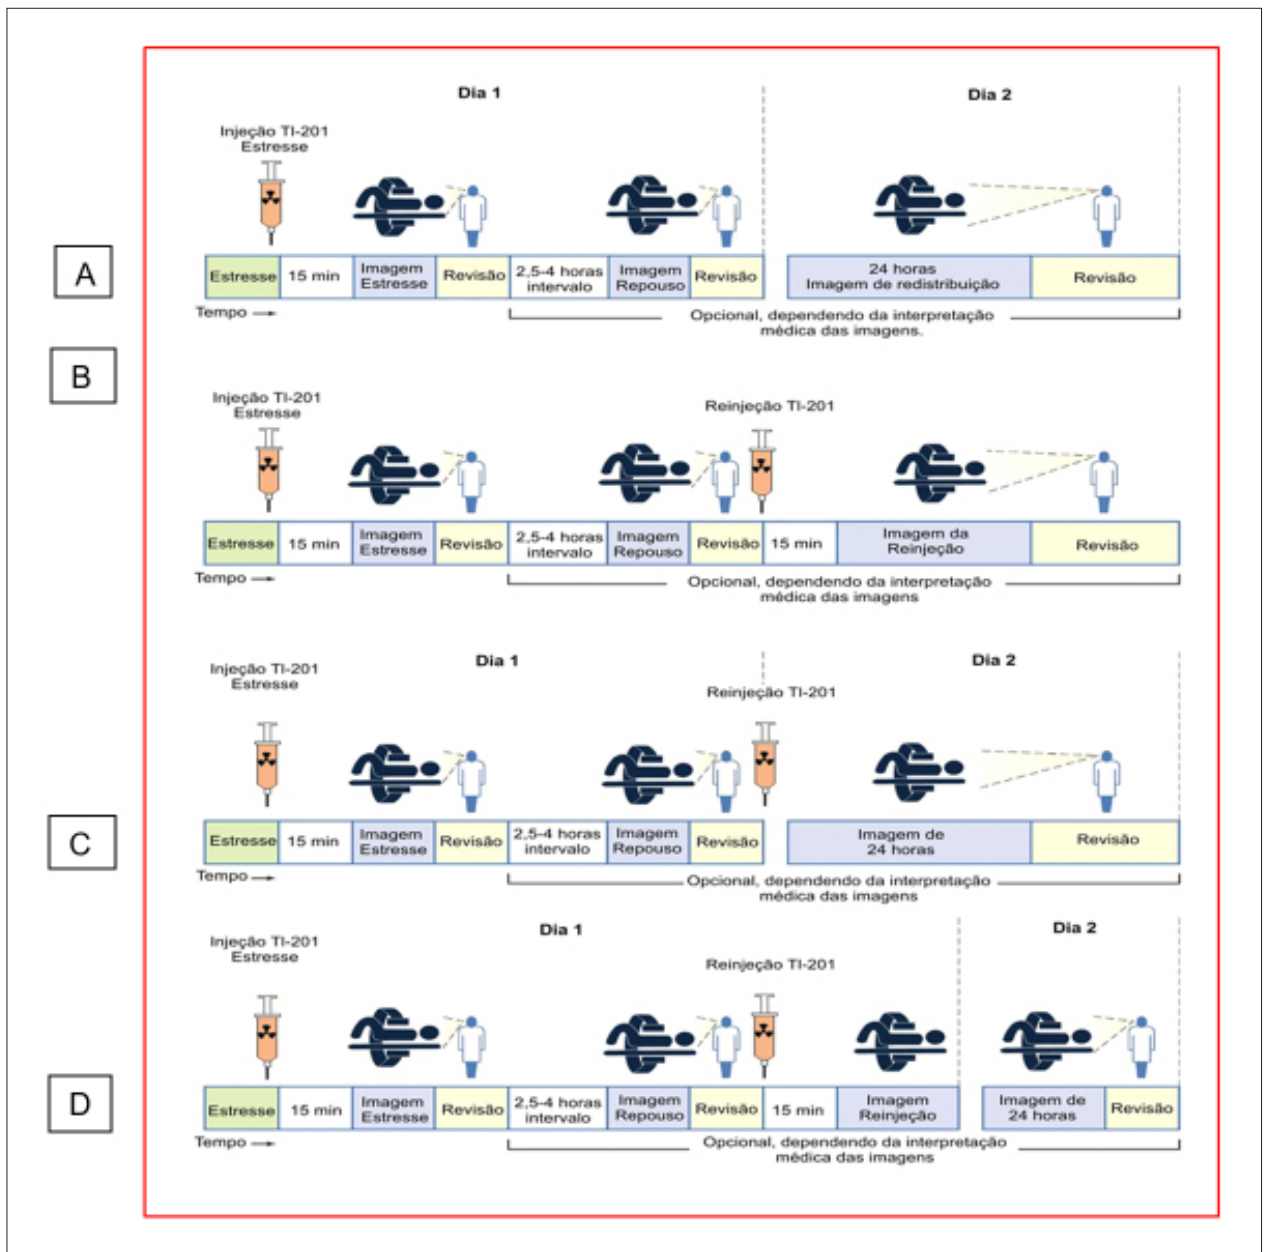 Dia 1
Dia 2
Injeção TI-201
Estresse
A
Estresse
15 min
Imagem
Estresse
Revisão
2,5-4 horas
intervalo
Imagem
Repouso
Revisão
24 horas
Imagem de redistribuição
Revisão
Tempo
Opcional, dependendo da interpretação
médica das imagens.
B
Injeção TI-201
Estresse
Reinjeção TI-201
Estresse
15 min
Imagem
Estresse
Revisão
2,5-4 horas
intervalo
Imagem
Repouso
Revisão
15 min
Imagem da
Reinjeção
Revisão
Tempo
Opcional, dependendo da interpretação
médica das imagens
Dia 1
Dia 2
Injeção TI-201
Estresse
Reinjeção TI-201
C
Estresse
15 min
Imagem
Estresse
Revisão
2,5-4 horas
intervalo
Imagem
Repouso
Revisão
Imagem de
24 horas
Revisão
Tempo
Opcional, dependendo da interpretação
médica das imagens
Dia 1
Dia 2
Injeção TI-201
Estresse
Reinjeção TI-201
D
Estresse
15 min
Imagem
Estresse
Revisão
2,5-4 horas
intervalo
Imagem
Repouso
Revisão
15 min
Imagem
Reinjeção
Imagem de
24 horas
Revisão
Tempo
Opcional, dependendo da interpretação
médica das imagens